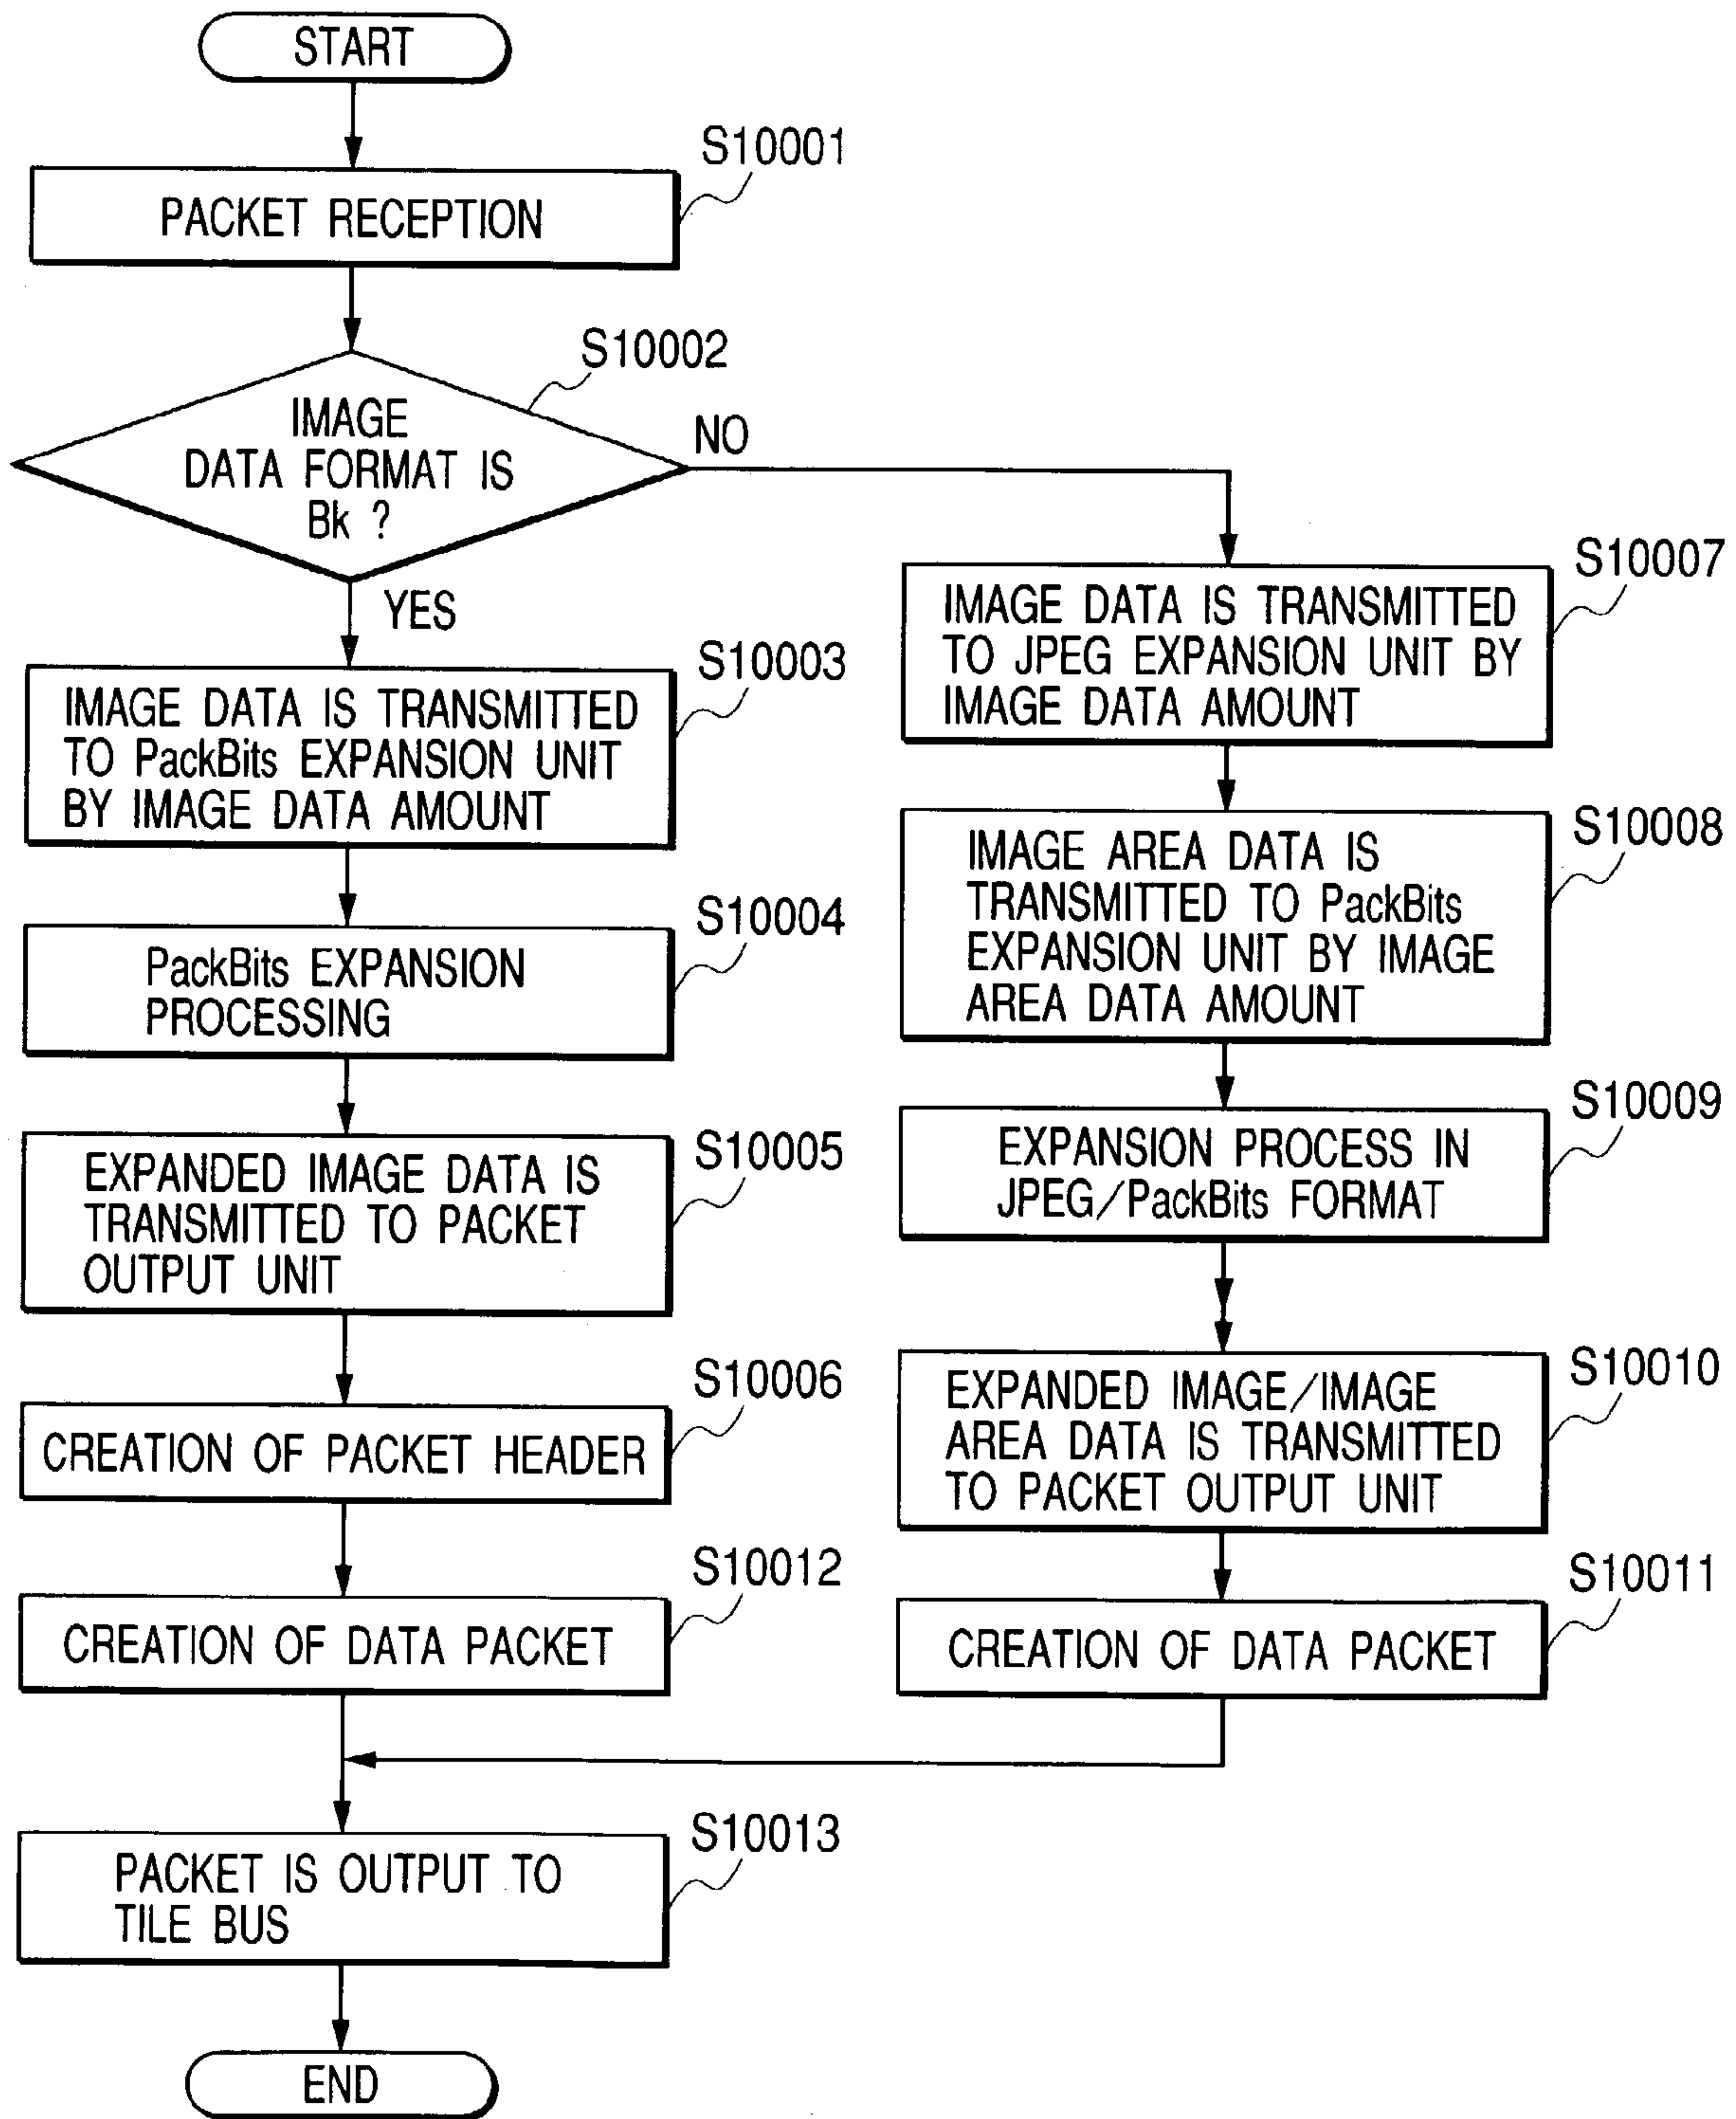 START
S10001
PACKET RECEPTION
S10002
IMAGE
DATA FORMAT IS
Bk ?
NO
YES
S10003
IMAGE DATA IS TRANSMITTED
TO PackBits EXPANSION UNIT
BY IMAGE DATA AMOUNT
S10004
PackBits EXPANSION
PROCESSING
S10005
EXPANDED IMAGE DATA IS
TRANSMITTED TO PACKET
OUTPUT UNIT
S10006
CREATION OF PACKET HEADER
S10012
CREATION OF DATA PACKET
S10007
IMAGE DATA IS TRANSMITTED
TO JPEG EXPANSION UNIT BY
IMAGE DATA AMOUNT
S10008
IMAGE AREA DATA IS
TRANSMITTED TO PackBits
EXPANSION UNIT BY IMAGE
AREA DATA AMOUNT
S10009
EXPANSION PROCESS IN
JPEG/PackBits FORMAT
S10010
EXPANDED IMAGE/IMAGE
AREA DATA IS TRANSMITTED
TO PACKET OUTPUT UNIT
S10011
CREATION OF DATA PACKET
S10013
PACKET IS OUTPUT TO
TILE BUS
END